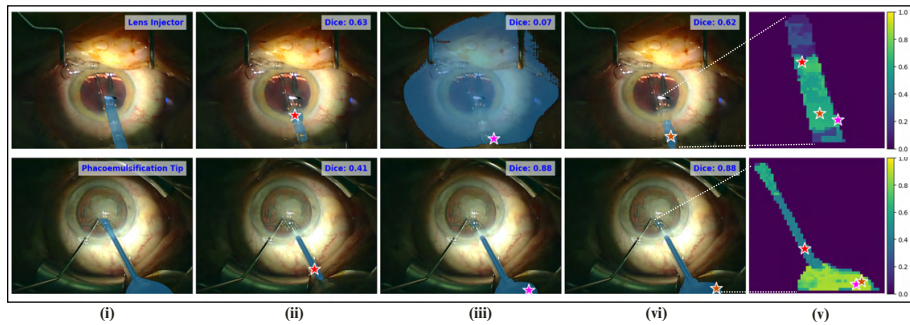 Lens Injector
Dice: 0.63
Dice: 0.07
Dice: 0.62
1.0
0.8
0.6
0.4
0.2
0.0
Phacoemuisification Tip
Dice: 0.41
Dice: 0.88
Dice: 0.88
1.0
0.8
0.6
0.4
0.2
0.0
(i)
(ii)
(iii)
(vi)
(v)